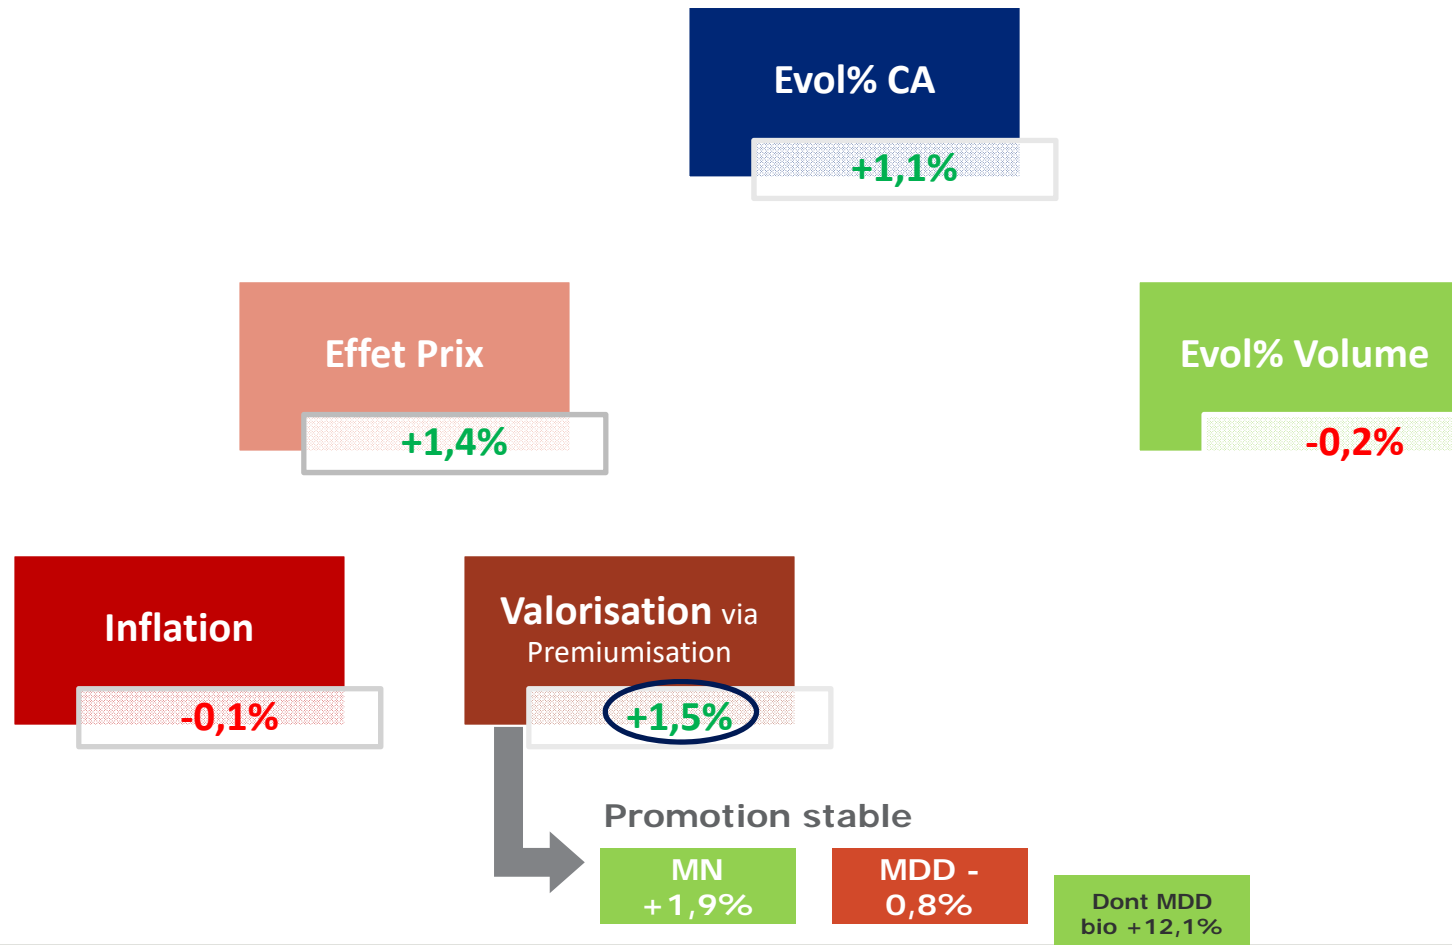 Evol% CA
+1,1%
Effet Prix
+1,4%
Evol% Volume
-0,2%
Inflation
-0,1%
Valorisation via
Premiumisation
+1,5%
Promotion stable
MN
+1,9%
MDD -
0,8%
Dont MDD
bio +12,1%